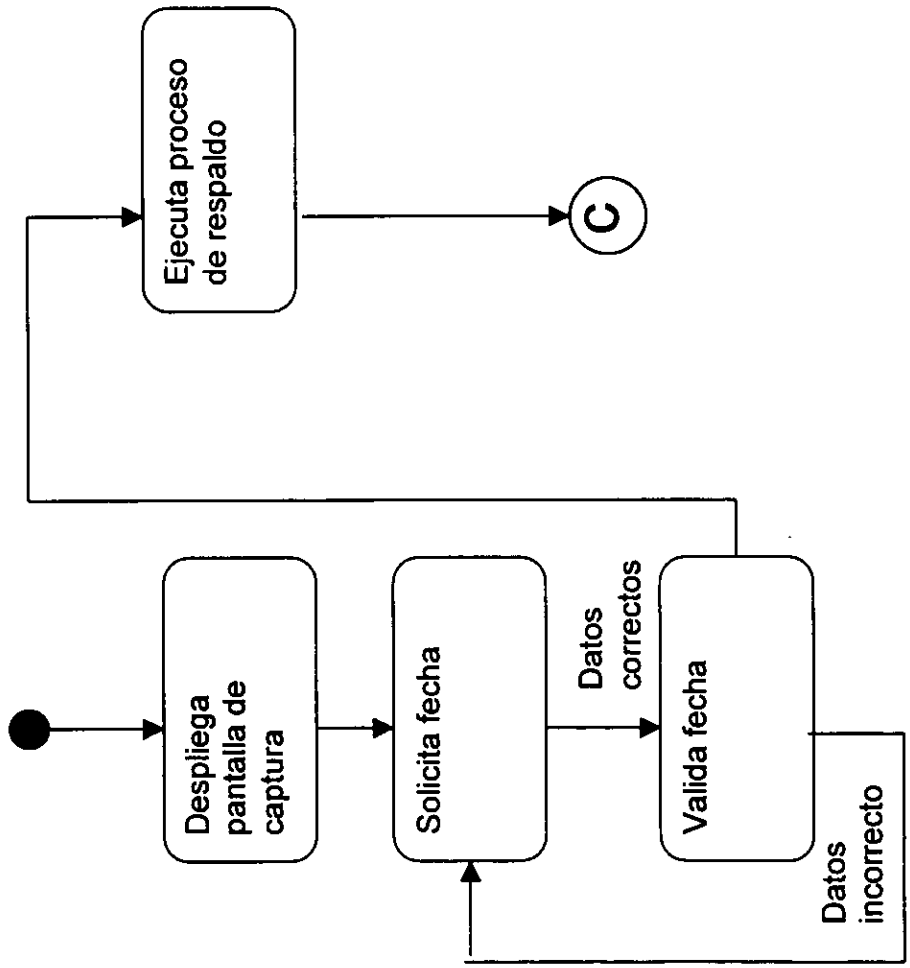 Despliega
pantalla de
captura
Solicita fecha
Datos
correctos
Valida fecha
Datos
incorrecto
Ejecuta proceso
de respaldo
C